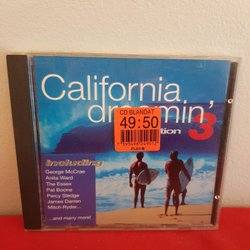 California
dreamin'
3
CD BLANDAT
49:50
including
George McCrae
Anita Ward
The Essex
Pat Boone
Percy Sledge
James Darren
Mitch Ryder...
...and many more!